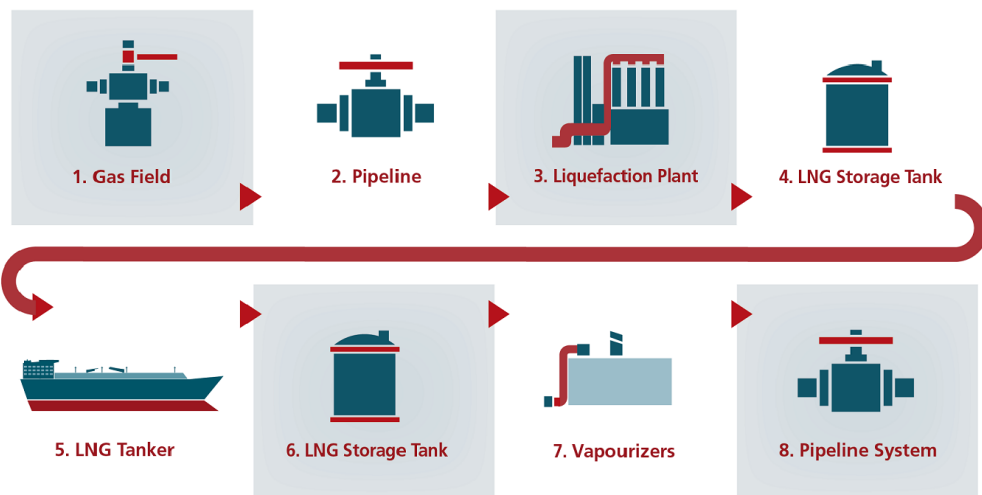 1. Gas Field
2. Pipeline
3. Liquefaction Plant
4. LNG Storage Tank
5. LNG Tanker
6. LNG Storage Tank
7. Vapourizers
8. Pipeline System